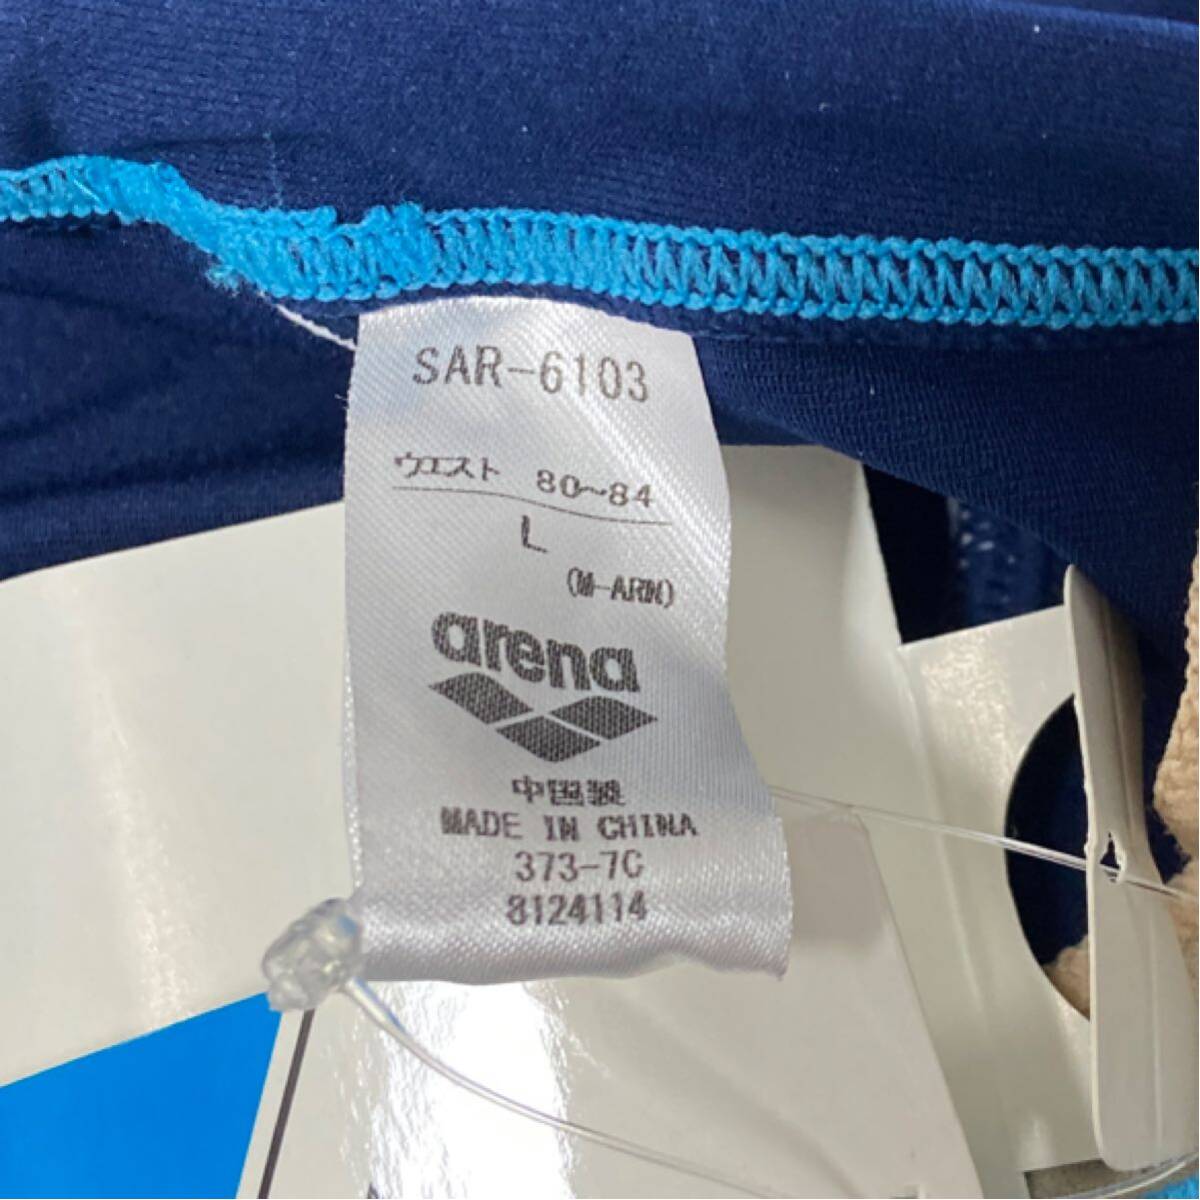 SAR-6103
ウエスト 80~84
L
(M-ARN)
arena
中国製
MADE IN CHINA
373-7C
8124114